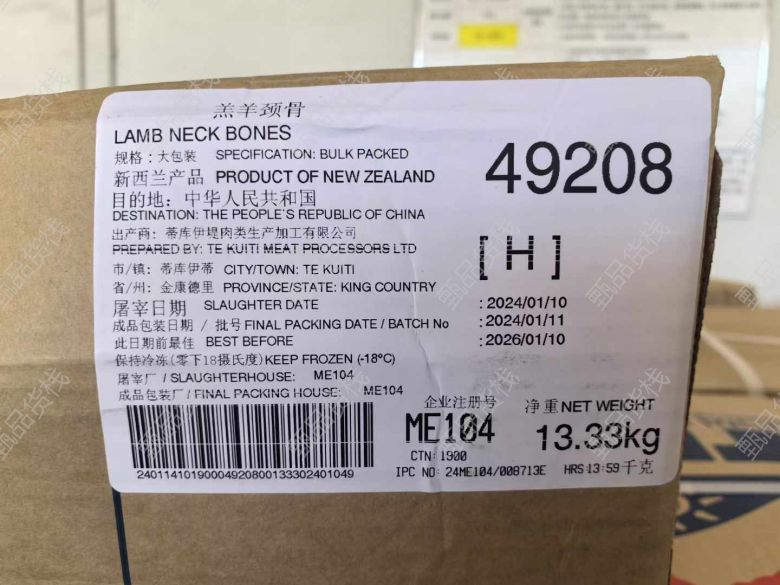 羔羊颈骨
LAMB NECK BONES
规格：大包装 SPECIFICATION: BULK PACKED
新西兰产品 PRODUCT OF NEW ZEALAND
49208
目的地：中华人民共和国
DESTINATION: THE PEOPLE'S REPUBLIC OF CHINA
出产商：蒂库伊堤肉类生产加工有限公司
PREPARED BY: TE KUITI MEAT PROCESSORS LTD
[H]
市/镇：蒂库伊蒂 CITY/TOWN: TE KUITI
省/州：金康德里 PROVINCE/STATE: KING COUNTRY
屠宰日期 SLAUGHTER DATE : 2024/01/10
成品包装日期 / 批号 FINAL PACKING DATE / BATCH No : 2024/01/11
此日期前最佳 BEST BEFORE : 2026/01/10
保持冷冻(零下18摄氏度) KEEP FROZEN (-18ºC)
屠宰厂 / SLAUGHTERHOUSE: ME104
成品包装厂 / FINAL PACKING HOUSE: ME104
企业注册号
ME104
净重 NET WEIGHT
13.33kg
千克
CTN: 1900
IPC NO: 24ME104/008713E HRS 13:59
2401141019000492080013330240104​9
甄品货栈